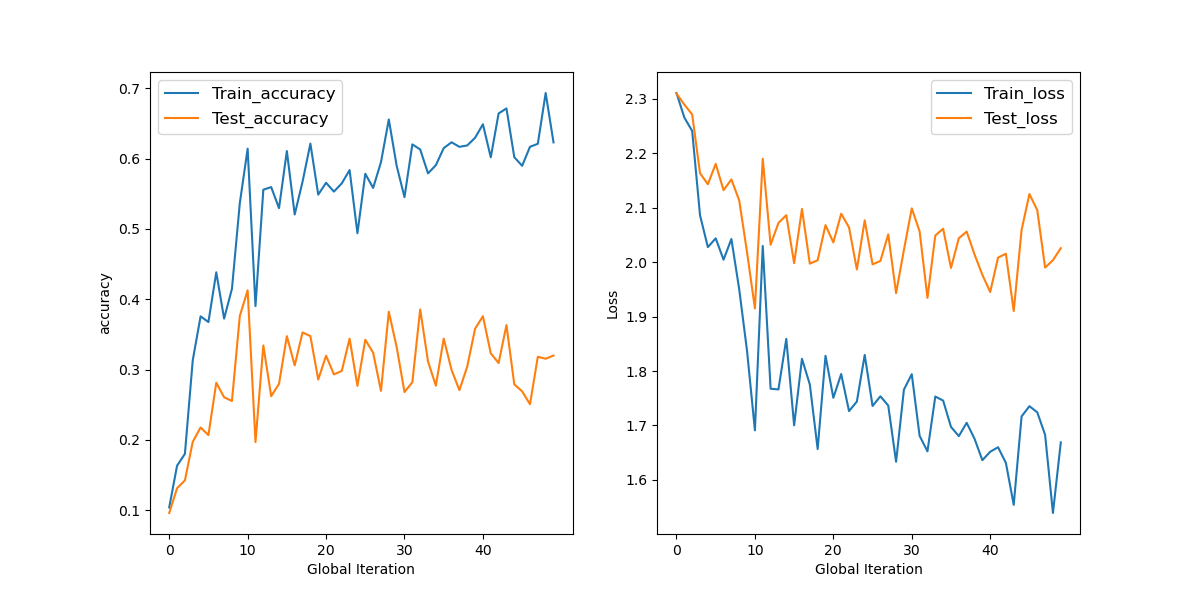 Train_accuracy
Test_accuracy
accuracy
0.7
0.6
0.5
0.4
0.3
0.2
0.1
0 10 20 30 40
Global Iteration
Train_loss
Test_loss
Loss
2.3
2.2
2.1
2.0
1.9
1.8
1.7
1.6
0 10 20 30 40
Global Iteration